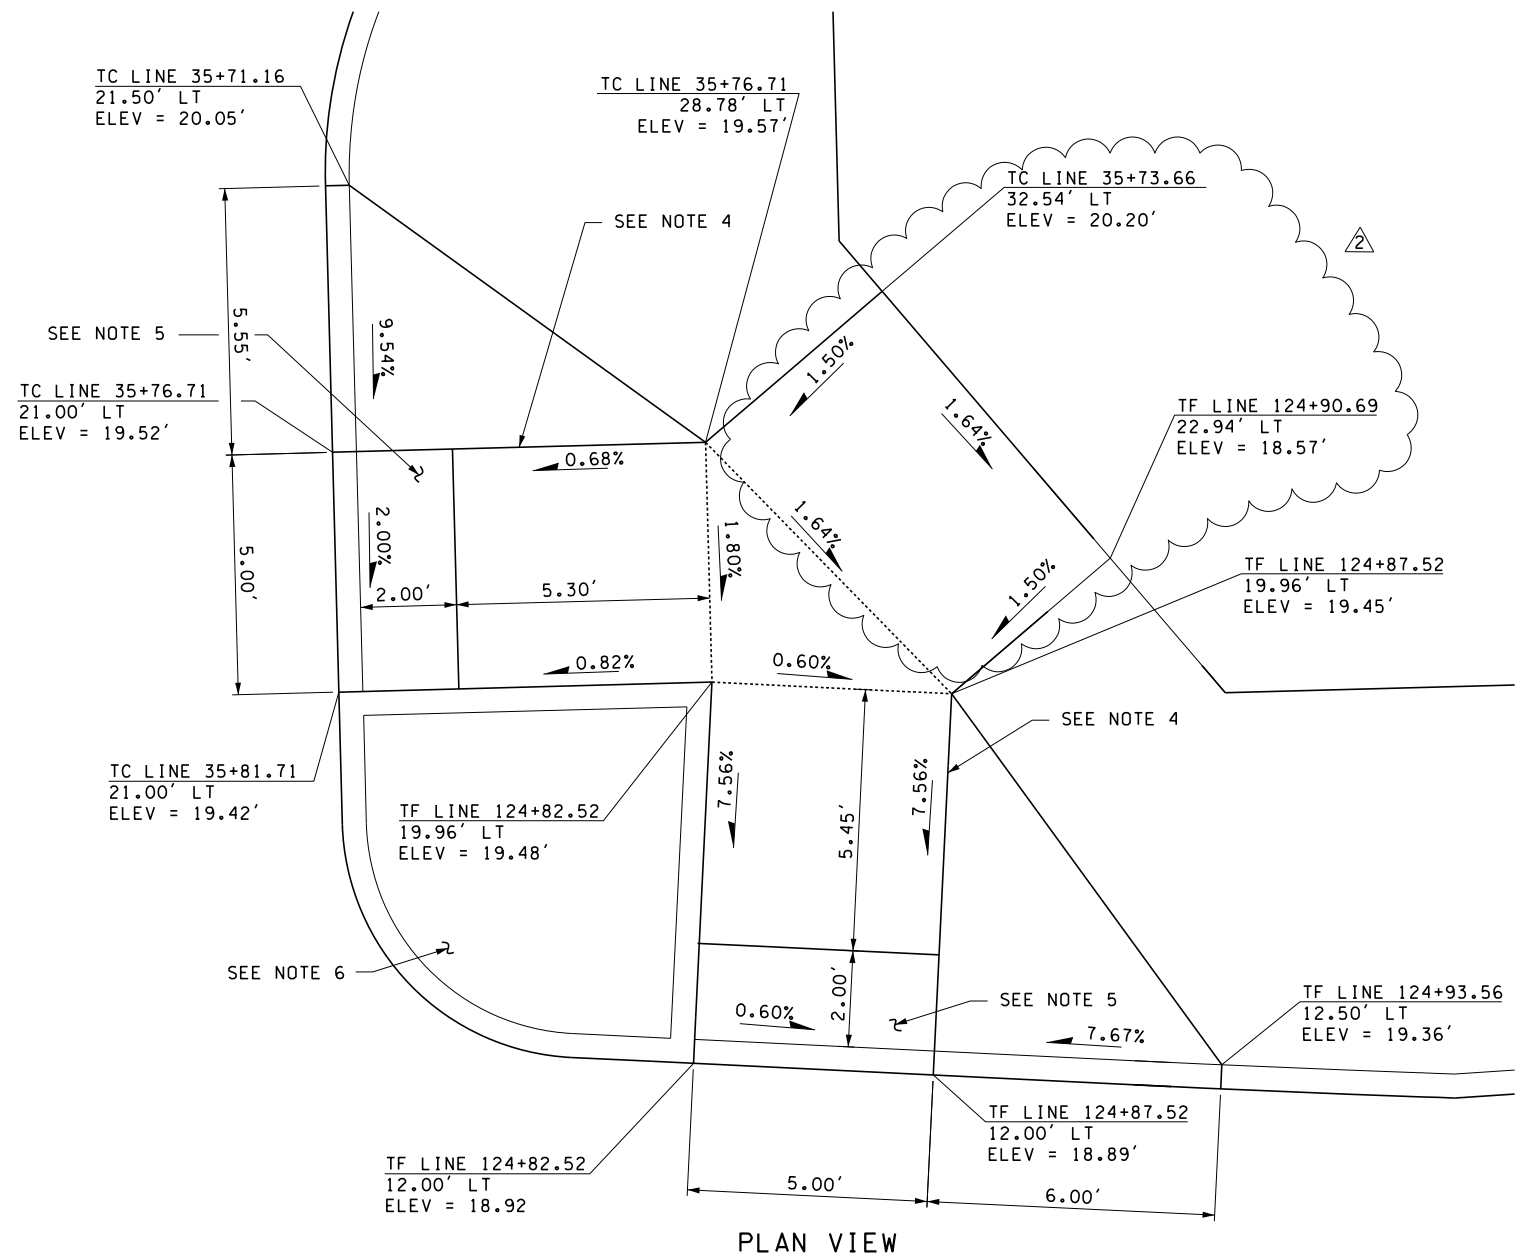 TC LINE 35+71.16
21.50' LT
ELEV = 20.05'
TC LINE 35+76.71
28.78' LT
ELEV = 19.57'
TC LINE 35+73.66
32.54' LT
ELEV = 20.20'
SEE NOTE 4
2
SEE NOTE 5
5.55'
9.54%
1.50%
TC LINE 35+76.71
21.00' LT
ELEV = 19.52'
1.64%
TF LINE 124+90.69
22.94' LT
ELEV = 18.57'
0.68%
2.00%
1.64%
1.80%
5.00'
2.00'
5.30'
1.50%
TF LINE 124+87.52
19.96' LT
ELEV = 19.45'
0.82%
0.60%
SEE NOTE 4
TC LINE 35+81.71
21.00' LT
ELEV = 19.42'
7.56%
7.56%
TF LINE 124+82.52
19.96' LT
ELEV = 19.48'
5.45'
SEE NOTE 6
2.00'
0.60%
SEE NOTE 5
7.67%
TF LINE 124+93.56
12.50' LT
ELEV = 19.36'
TF LINE 124+87.52
12.00' LT
ELEV = 18.89'
TF LINE 124+82.52
12.00' LT
ELEV = 18.92
5.00'
6.00'
PLAN VIEW